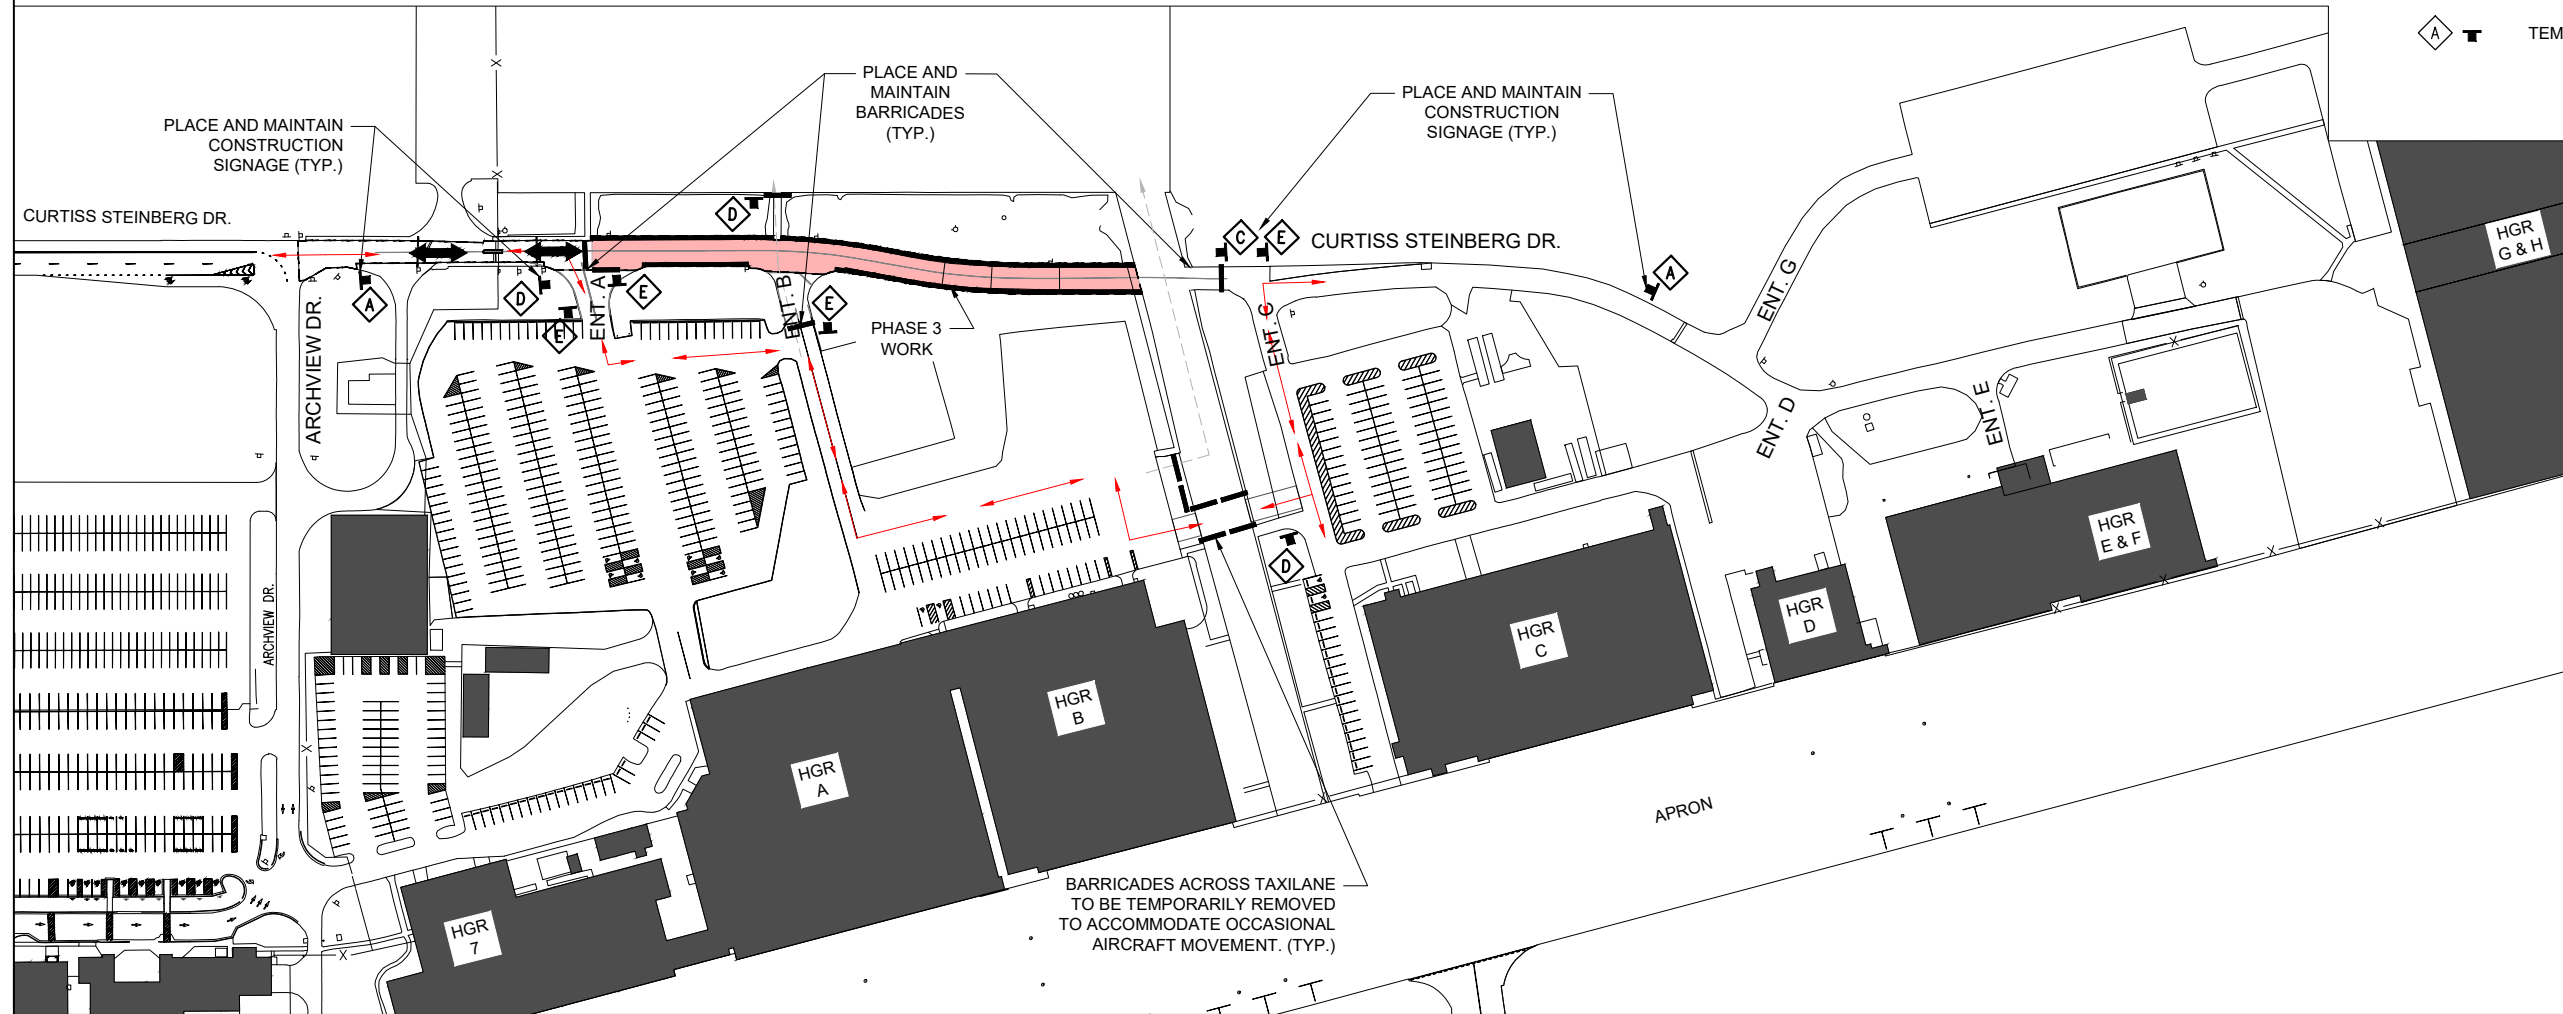 A
TEM
PLACE AND
MAINTAIN
BARRICADES
(TYP.)
PLACE AND MAINTAIN
CONSTRUCTION
SIGNAGE (TYP.)
PLACE AND MAINTAIN
CONSTRUCTION
SIGNAGE (TYP.)
CURTISS STEINBERG DR.
D
C
E
CURTISS STEINBERG DR.
HGR
G & H
A
A
D
E
E
E
ENT. A
ENT. B
ENT. C
ENT. G
PHASE 3
WORK
ARCHVIEW DR.
ENT. D
ENT. E
HGR
E & F
D
ARCHVIEW DR.
HGR
D
HGR
C
HGR
B
HGR
A
APRON
BARRICADES ACROSS TAXILANE
TO BE TEMPORARILY REMOVED
TO ACCOMMODATE OCCASIONAL
AIRCRAFT MOVEMENT. (TYP.)
HGR
7
X
X
X
X
X
X
X
X
X
X